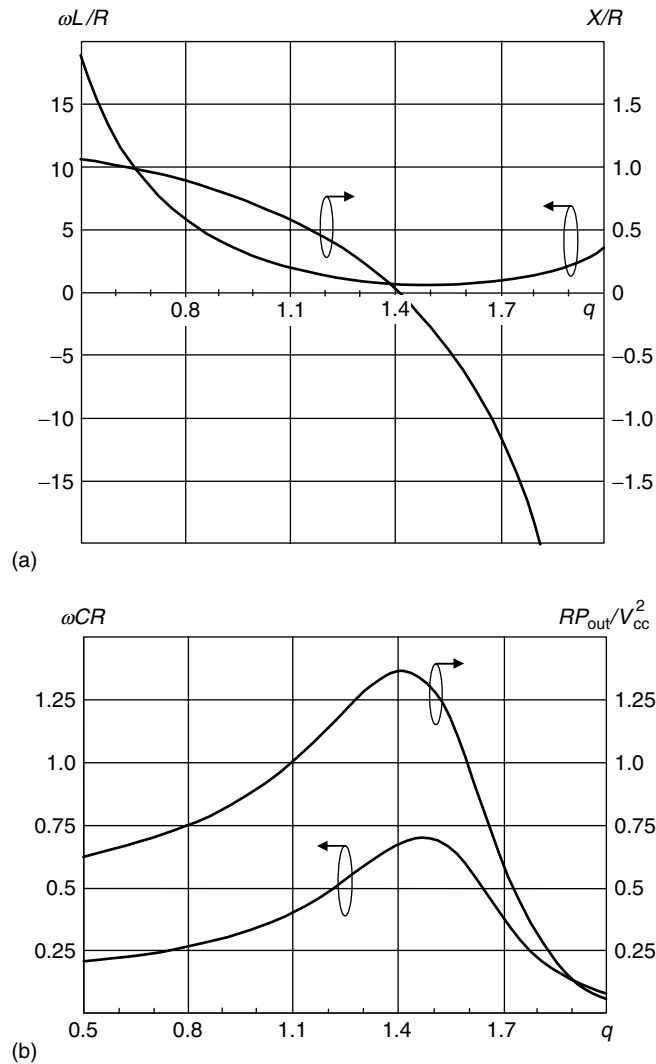 ωL/R X/R
15 1.5
10 1.0
5 0.5
0 0.8 1.1 1.4 1.7 q 0
−5 −0.5
−10 −1.0
−15 −1.5
(a)
ωCR RP_out/V_cc^2
1.25 1.25
1.0 1.0
0.75 0.75
0.5 0.5
0.25 0.25
0.5 0.8 1.1 1.4 1.7 q
(b)